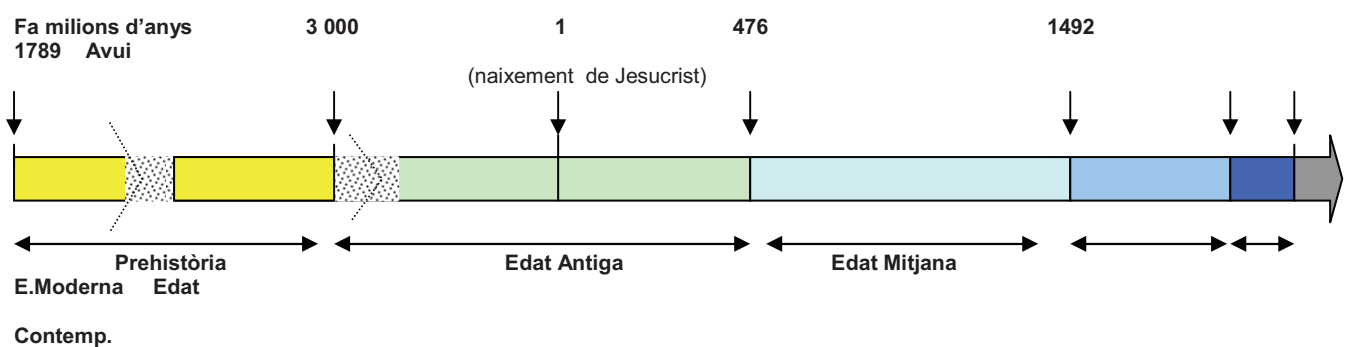 Fa milions d’anys 3 000 1 476 1492
1789 Avui
(naixement de Jesucrist)
Prehistòria Edat Antiga Edat Mitjana
E.Moderna Edat
Contemp.